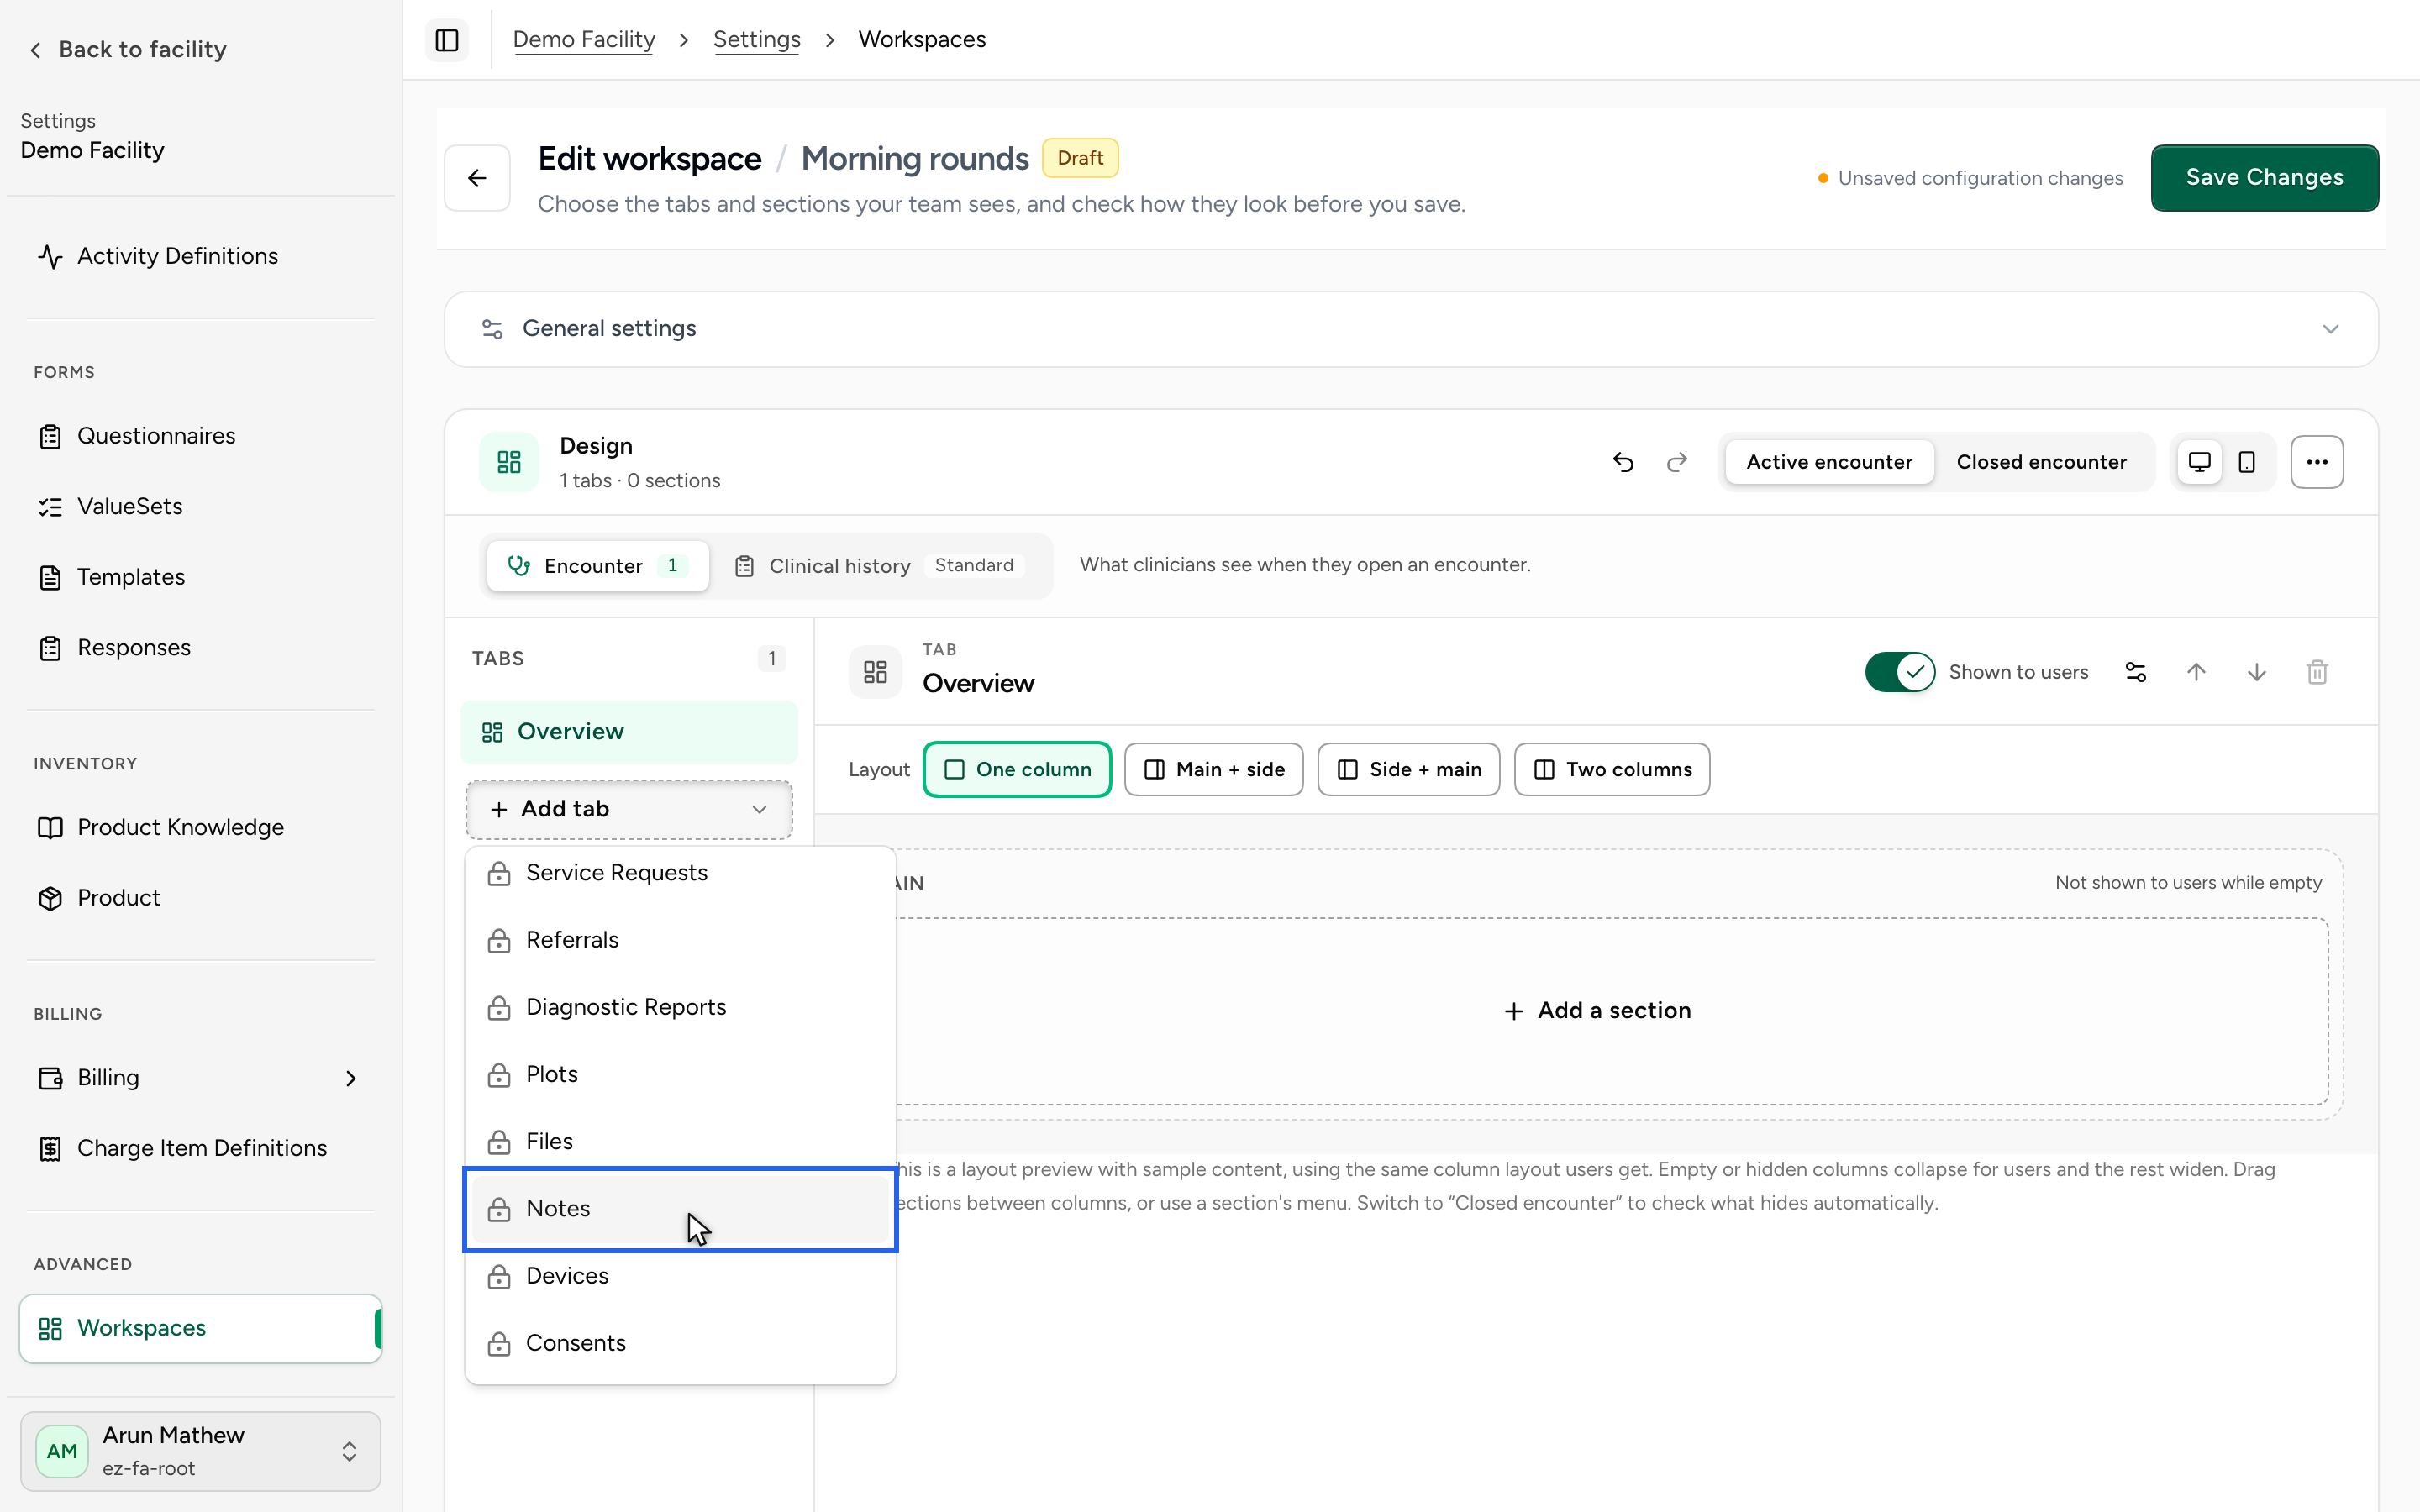 Back to facility
Settings
Demo Facility
Activity Definitions
FORMS
Questionnaires
ValueSets
Templates
Responses
INVENTORY
Product Knowledge
Product
BILLING
Billing
Charge Item Definitions
ADVANCED
Workspaces
AM
Arun Mathew
ez-fa-root
Demo Facility > Settings > Workspaces
Edit workspace / Morning rounds Draft
Choose the tabs and sections your team sees, and check how they look before you save.
Unsaved configuration changes
Save Changes
General settings
Design
1 tabs · 0 sections
Active encounter
Closed encounter
Encounter 1
Clinical history Standard
What clinicians see when they open an encounter.
TABS 1
Overview
+ Add tab
Service Requests
Referrals
Diagnostic Reports
Plots
Files
Notes
Devices
Consents
TAB
Overview
Shown to users
Layout
One column
Main + side
Side + main
Two columns
AIN
Not shown to users while empty
+ Add a section
his is a layout preview with sample content, using the same column layout users get. Empty or hidden columns collapse for users and the rest widen. Drag
ections between columns, or use a section's menu. Switch to “Closed encounter” to check what hides automatically.